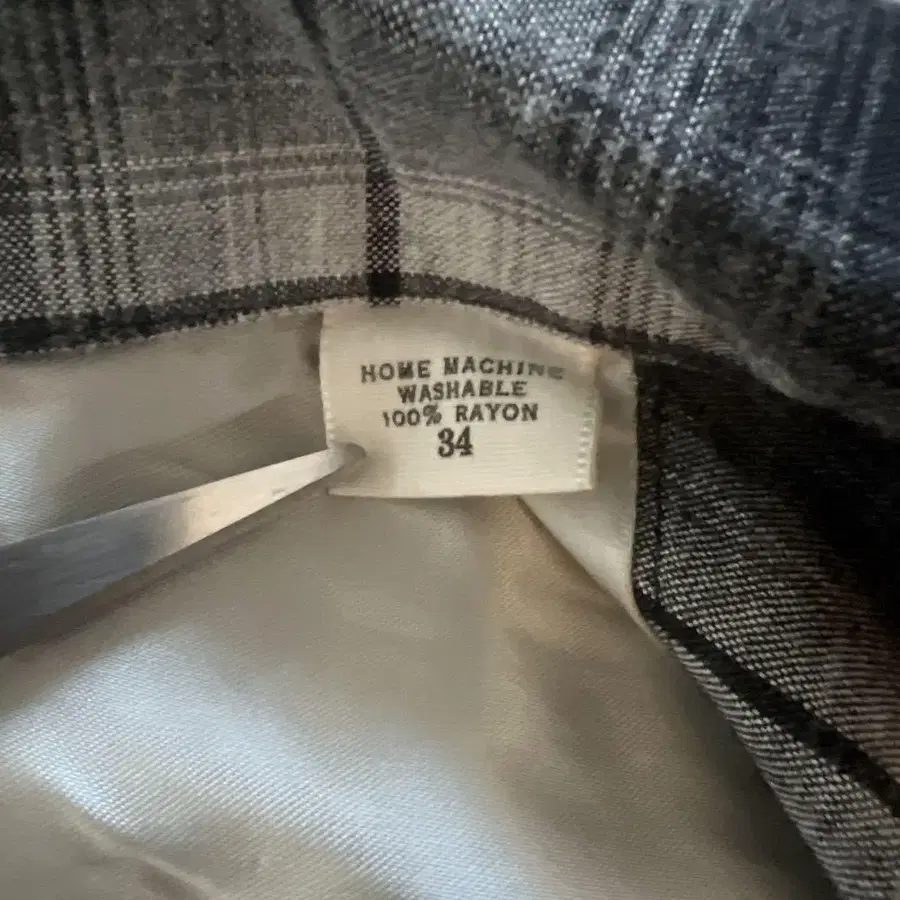 HOME MACHINE
WASHABLE
100% RAYON
34